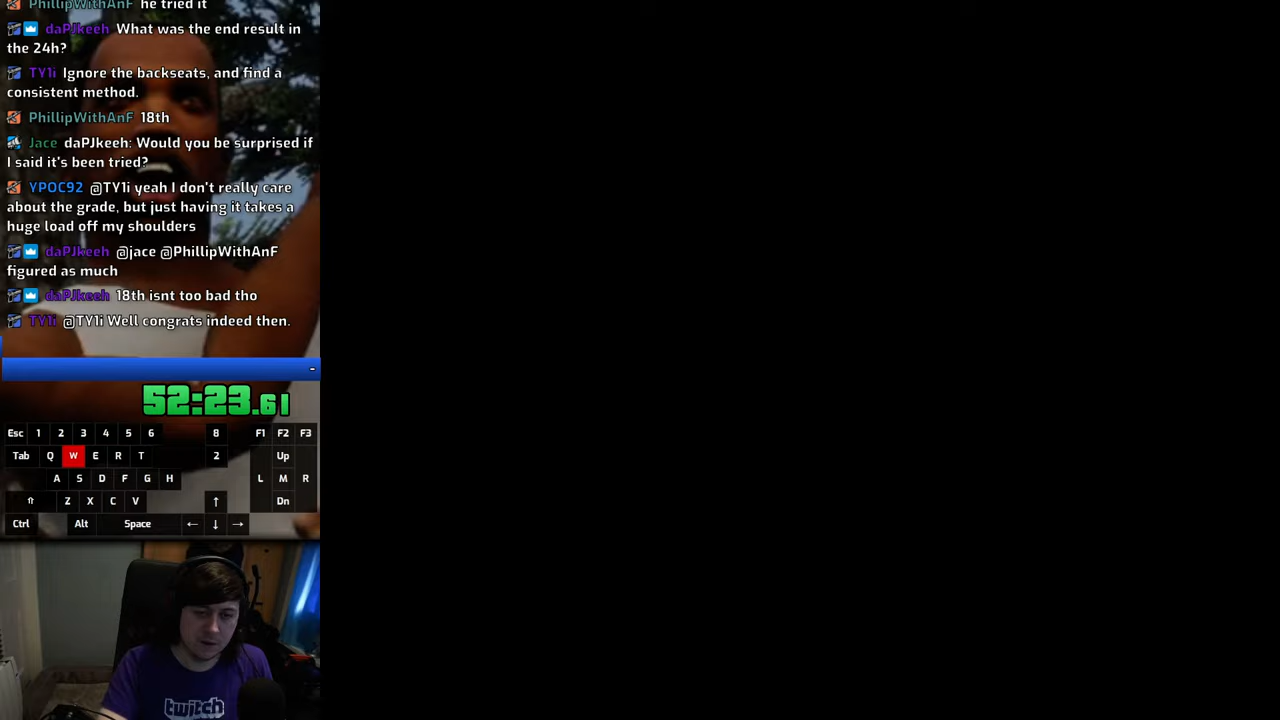 PhillipWithAnF he tried it
daPJkeeh What was the end result in
the 24h?
TY1i Ignore the backseats, and find a
consistent method.
PhillipWithAnF 18th
Jace daPJkeeh: Would you be surprised if
I said it's been tried?
YPOC92 @TY1i yeah I don't really care
about the grade, but just having it takes a
huge load off my shoulders
daPJkeeh @jace @PhillipWithAnF
figured as much
daPJkeeh 18th isnt too bad tho
TY1i @TY1i Well congrats indeed then.
-
52:23.61
Esc 1 2 3 4 5 6 8 F1 F2 F3
Tab Q W E R T 2 Up
A S D F G H L M R
⇧ Z X C V ↑ Dn
Ctrl Alt Space ← ↓ →
twitch